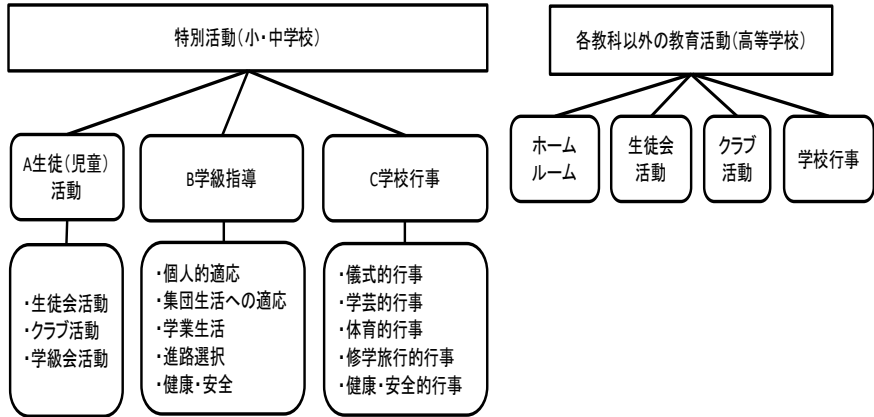 特別活動（小・中学校）
A生徒（児童）
活動
B学級指導
C学校行事
・生徒会活動
・クラブ活動
・学級会活動
・個人的適応
・集団生活への適応
・学業生活
・進路選択
・健康・安全
・儀式的行事
・学芸的行事
・体育的行事
・修学旅行的行事
・健康・安全的行事
各教科以外の教育活動（高等学校）
ホーム
ルーム
生徒会
活動
クラブ
活動
学校行事